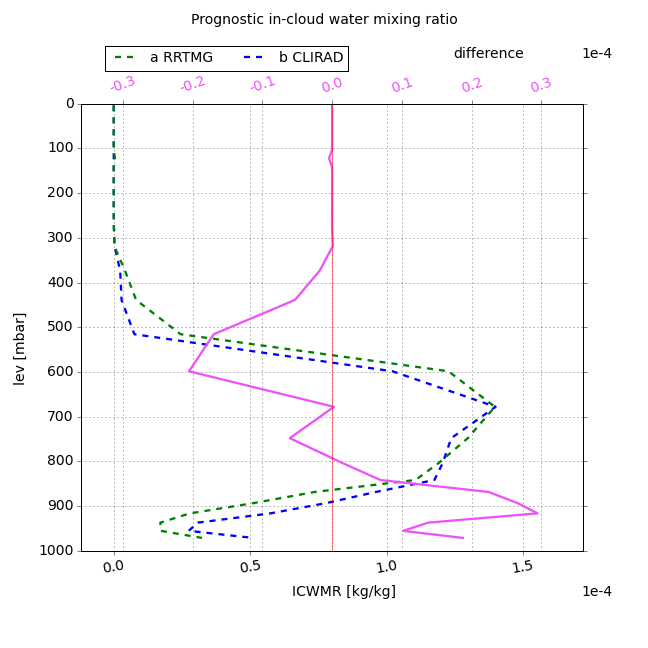 Prognostic in-cloud water mixing ratio
a RRTMG b CLIRAD difference 1e-4
-0.3 -0.2 -0.1 0.0 0.1 0.2 0.3
0
100
200
300
400
500
600
700
800
900
1000
lev [mbar]
0.0 0.5 1.0 1.5
ICWMR [kg/kg] 1e-4